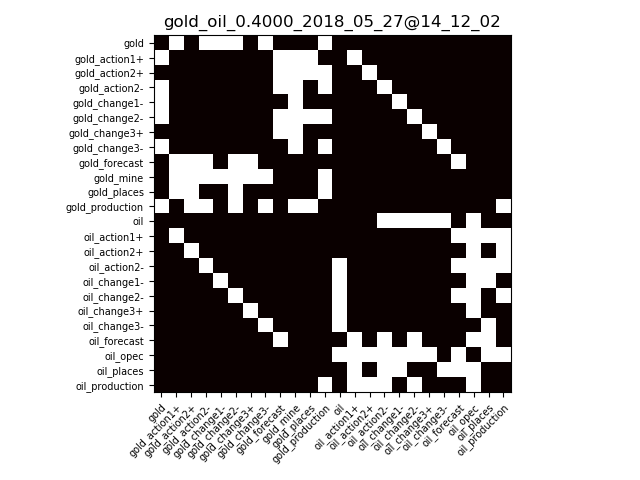 gold_oil_0.4000_2018_05_27@14_12_02
gold
gold_action1+
gold_action2+
gold_action2-
gold_change1-
gold_change2-
gold_change3+
gold_change3-
gold_forecast
gold_mine
gold_places
gold_production
oil
oil_action1+
oil_action2+
oil_action2-
oil_change1-
oil_change2-
oil_change3+
oil_change3-
oil_forecast
oil_opec
oil_places
oil_production
gold
gold_action1+
gold_action2+
gold_action2-
gold_change1-
gold_change2-
gold_change3+
gold_change3-
gold_forecast
gold_mine
gold_places
gold_production
oil
oil_action1+
oil_action2+
oil_action2-
oil_change1-
oil_change2-
oil_change3+
oil_change3-
oil_forecast
oil_opec
oil_places
oil_production